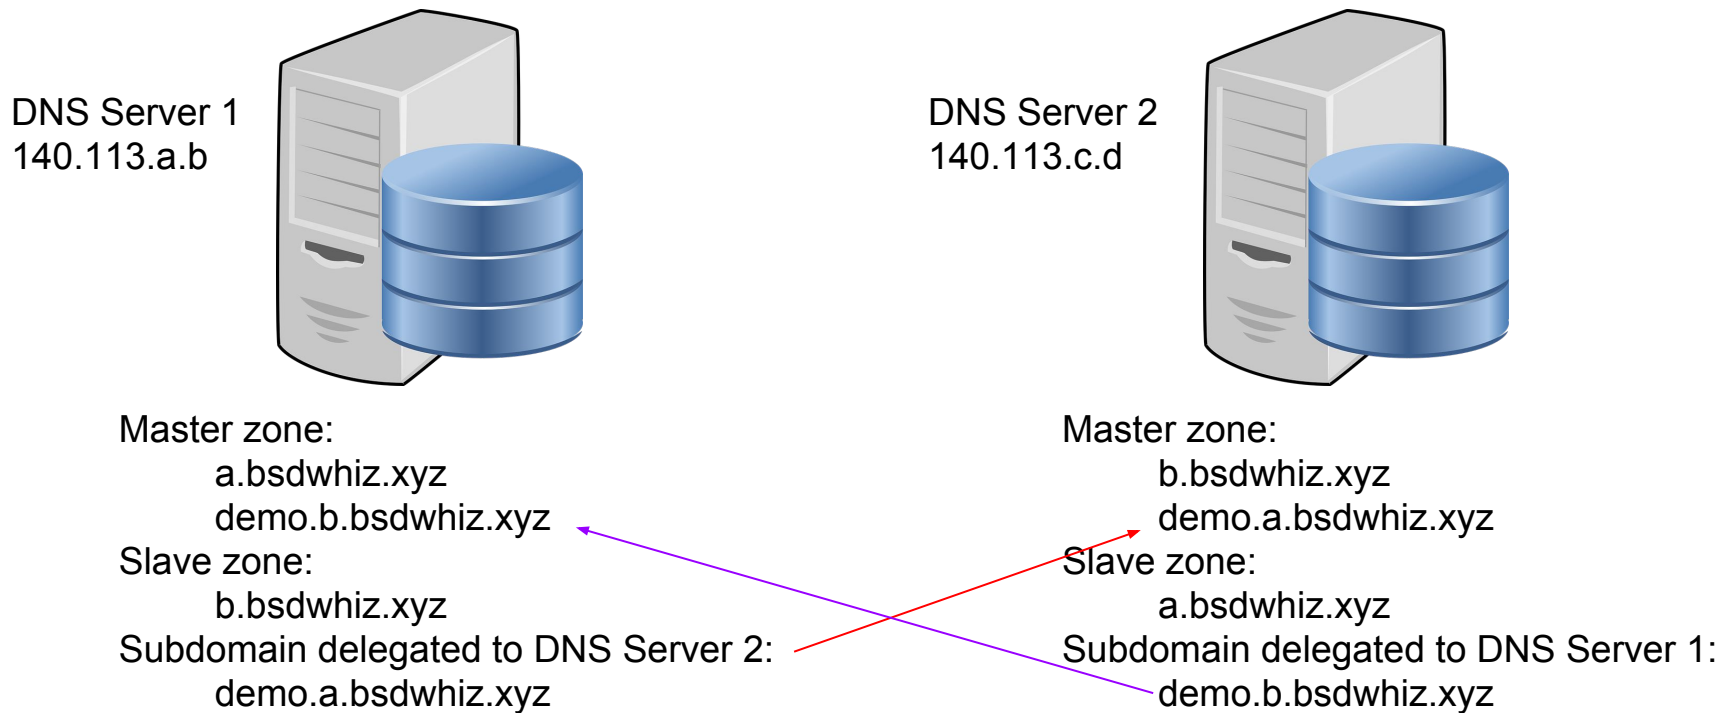 DNS Server 1
140.113.a.b
Master zone:
a.bsdwhiz.xyz
demo.b.bsdwhiz.xyz
Slave zone:
b.bsdwhiz.xyz
Subdomain delegated to DNS Server 2:
demo.a.bsdwhiz.xyz
DNS Server 2
140.113.c.d
Master zone:
b.bsdwhiz.xyz
demo.a.bsdwhiz.xyz
Slave zone:
a.bsdwhiz.xyz
Subdomain delegated to DNS Server 1:
demo.b.bsdwhiz.xyz